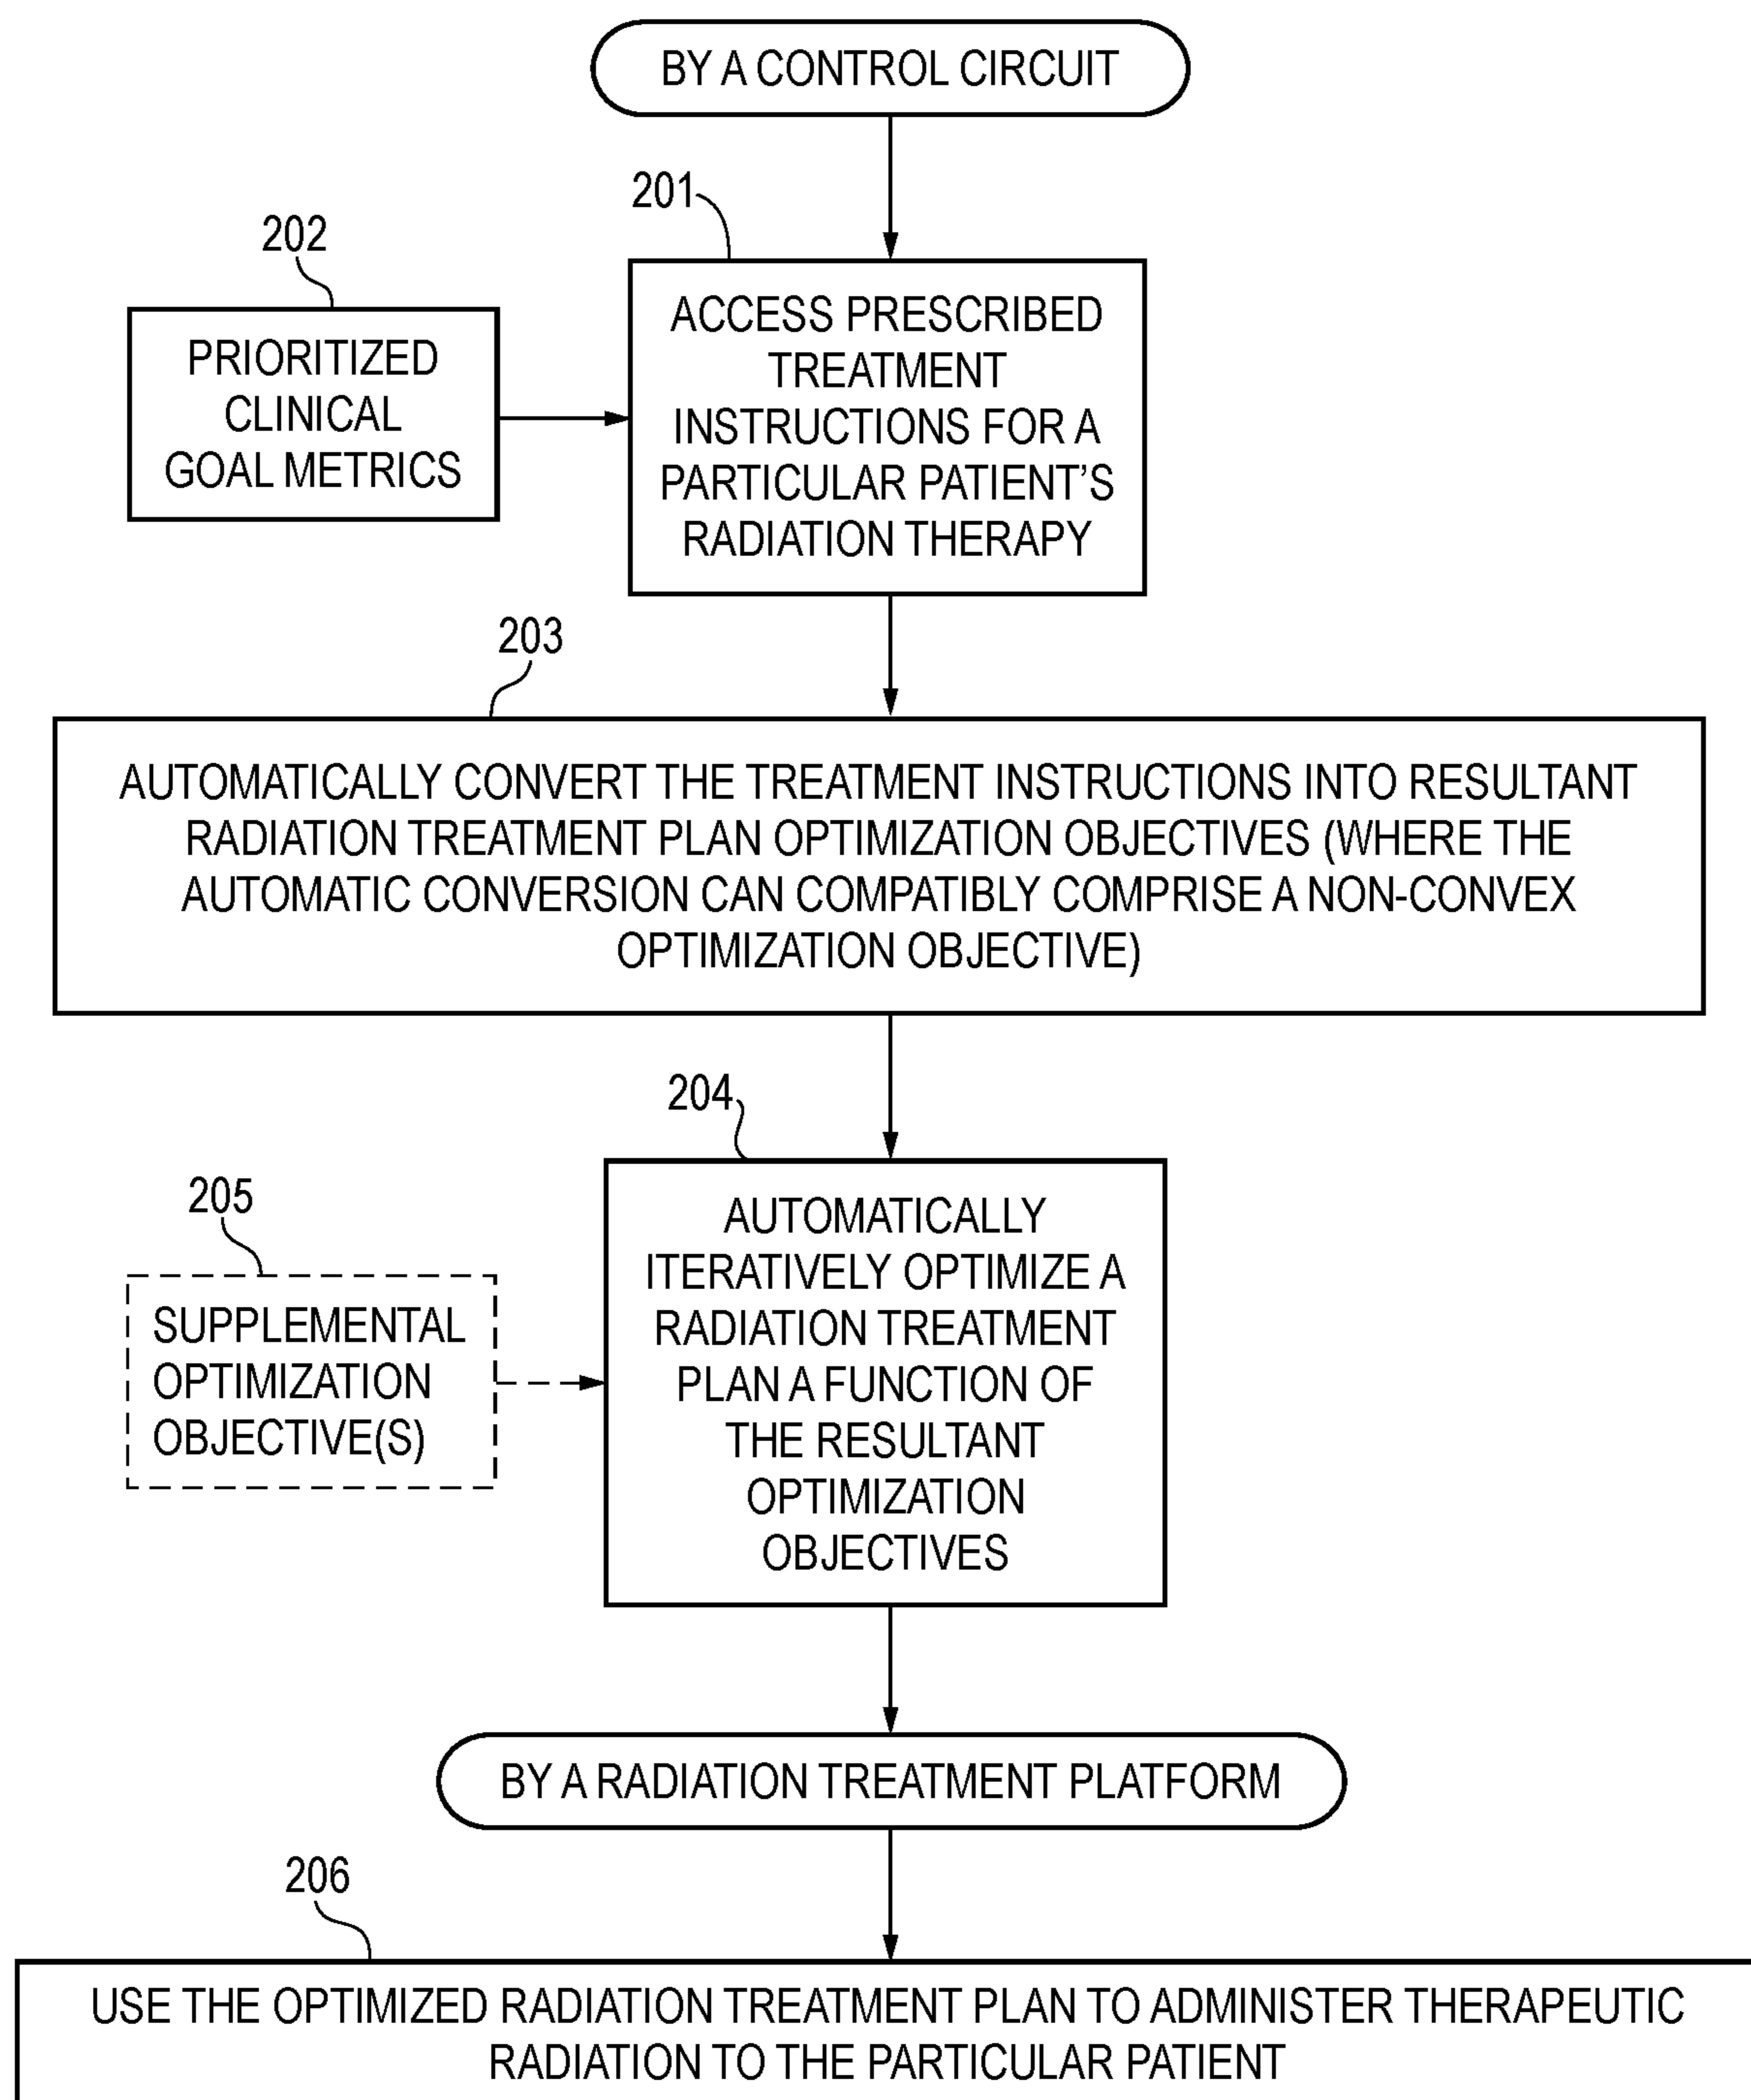 BY A CONTROL CIRCUIT
201
202
PRIORITIZED
CLINICAL
GOAL METRICS
ACCESS PRESCRIBED
TREATMENT
INSTRUCTIONS FOR A
PARTICULAR PATIENT'S
RADIATION THERAPY
203
AUTOMATICALLY CONVERT THE TREATMENT INSTRUCTIONS INTO RESULTANT
RADIATION TREATMENT PLAN OPTIMIZATION OBJECTIVES (WHERE THE
AUTOMATIC CONVERSION CAN COMPATIBLY COMPRISE A NON-CONVEX
OPTIMIZATION OBJECTIVE)
204
205
SUPPLEMENTAL
OPTIMIZATION
OBJECTIVE(S)
AUTOMATICALLY
ITERATIVELY OPTIMIZE A
RADIATION TREATMENT
PLAN A FUNCTION OF
THE RESULTANT
OPTIMIZATION
OBJECTIVES
BY A RADIATION TREATMENT PLATFORM
206
USE THE OPTIMIZED RADIATION TREATMENT PLAN TO ADMINISTER THERAPEUTIC
RADIATION TO THE PARTICULAR PATIENT